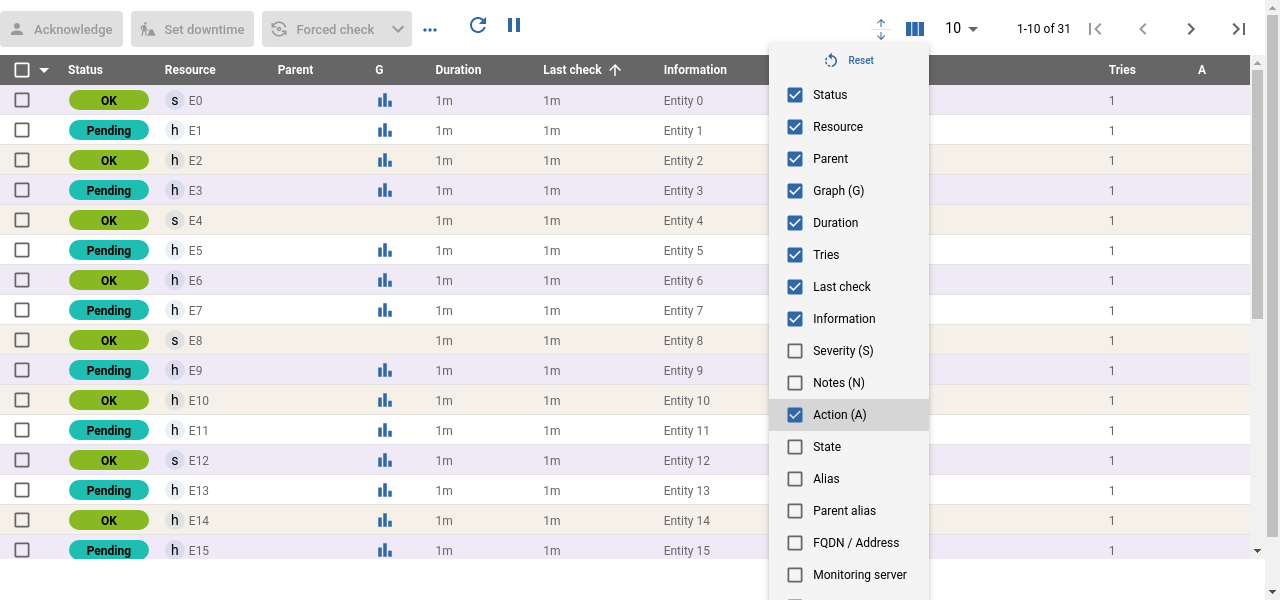 Acknowledge Set downtime Forced check 10 1-10 of 31
Status Resource Parent G Duration Last check Information Tries A
OK s E0 1m 1m Entity 0 1
Pending h E1 1m 1m Entity 1 1
OK h E2 1m 1m Entity 2 1
Pending h E3 1m 1m Entity 3 1
OK s E4 1m 1m Entity 4 1
Pending h E5 1m 1m Entity 5 1
OK h E6 1m 1m Entity 6 1
Pending h E7 1m 1m Entity 7 1
OK s E8 1m 1m Entity 8 1
Pending h E9 1m 1m Entity 9 1
OK h E10 1m 1m Entity 10 1
Pending h E11 1m 1m Entity 11 1
OK s E12 1m 1m Entity 12 1
Pending h E13 1m 1m Entity 13 1
OK h E14 1m 1m Entity 14 1
Pending h E15 1m 1m Entity 15 1
Reset
Status
Resource
Parent
Graph (G)
Duration
Tries
Last check
Information
Severity (S)
Notes (N)
Action (A)
State
Alias
Parent alias
FQDN / Address
Monitoring server